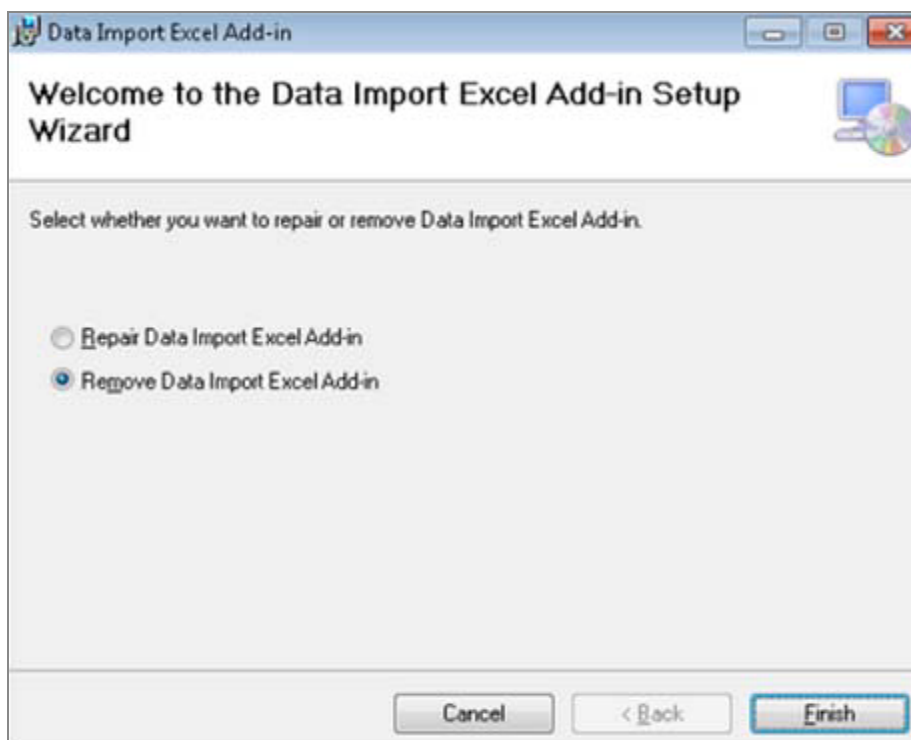 Data Import Excel Add-in
Welcome to the Data Import Excel Add-in Setup
Wizard
Select whether you want to repair or remove Data Import Excel Add-in.
Repair Data Import Excel Add-in
Remove Data Import Excel Add-in
Cancel
< Back
Finish